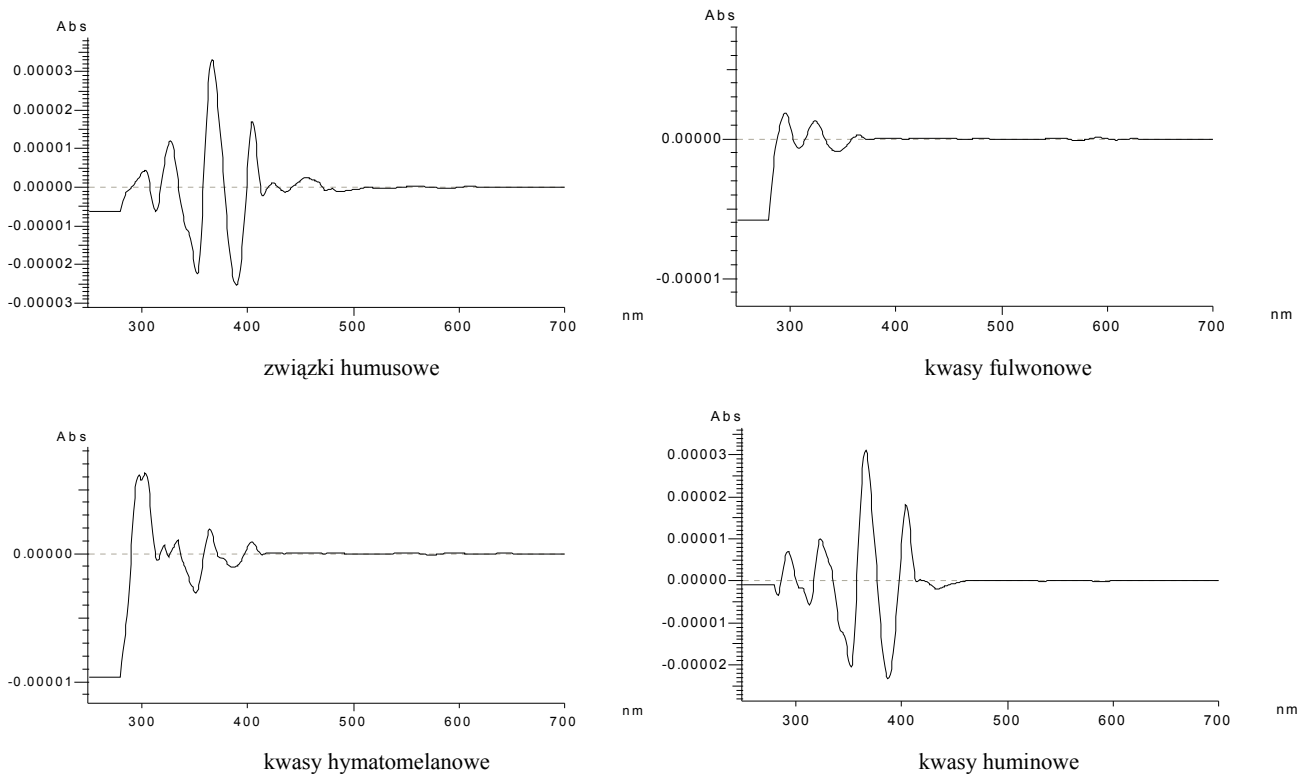 Abs
0.00003
0.00002
0.00001
0.00000
-0.00001
-0.00002
-0.00003
300 400 500 600 700
nm
związki humusowe
Abs
0.00000
-0.00001
300 400 500 600 700
nm
kwasy fulwonowe
Abs
0.00000
-0.00001
300 400 500 600 700
nm
kwasy hymatomelanowe
Abs
0.00003
0.00002
0.00001
0.00000
-0.00001
-0.00002
300 400 500 600 700
nm
kwasy huminowe